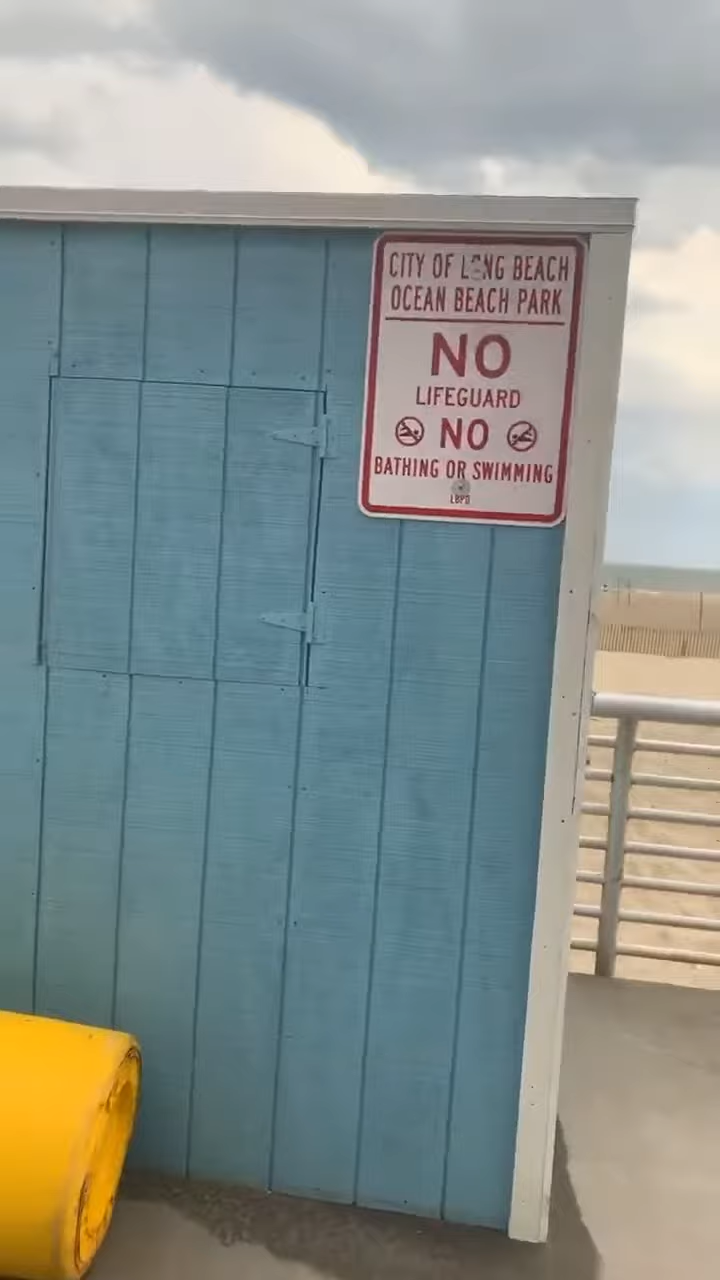 CITY OF LONG BEACH
OCEAN BEACH PARK
NO
LIFEGUARD
NO
BATHING OR SWIMMING
LBPD